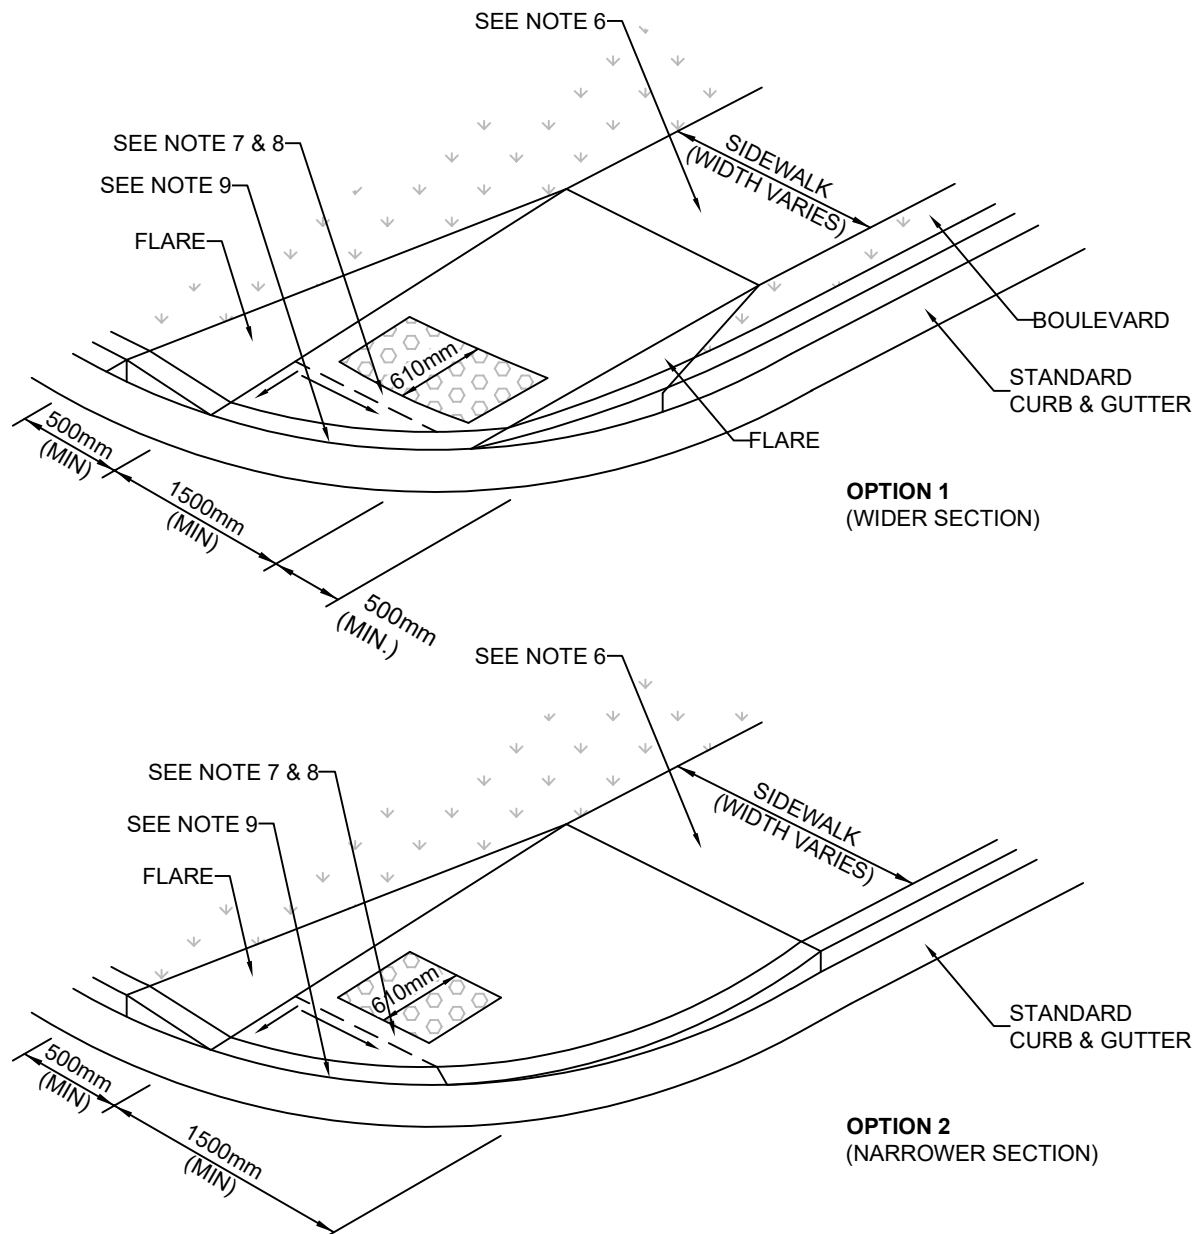 SEE NOTE 6
SEE NOTE 7 & 8
SEE NOTE 9
FLARE
SIDEWALK
(WIDTH VARIES)
610mm
BOULEVARD
STANDARD
CURB & GUTTER
FLARE
500mm
(MIN)
1500mm
(MIN)
500mm
(MIN.)
OPTION 1
(WIDER SECTION)
SEE NOTE 6
SEE NOTE 7 & 8
SEE NOTE 9
FLARE
SIDEWALK
(WIDTH VARIES)
610mm
STANDARD
CURB & GUTTER
500mm
(MIN)
1500mm
(MIN)
OPTION 2
(NARROWER SECTION)